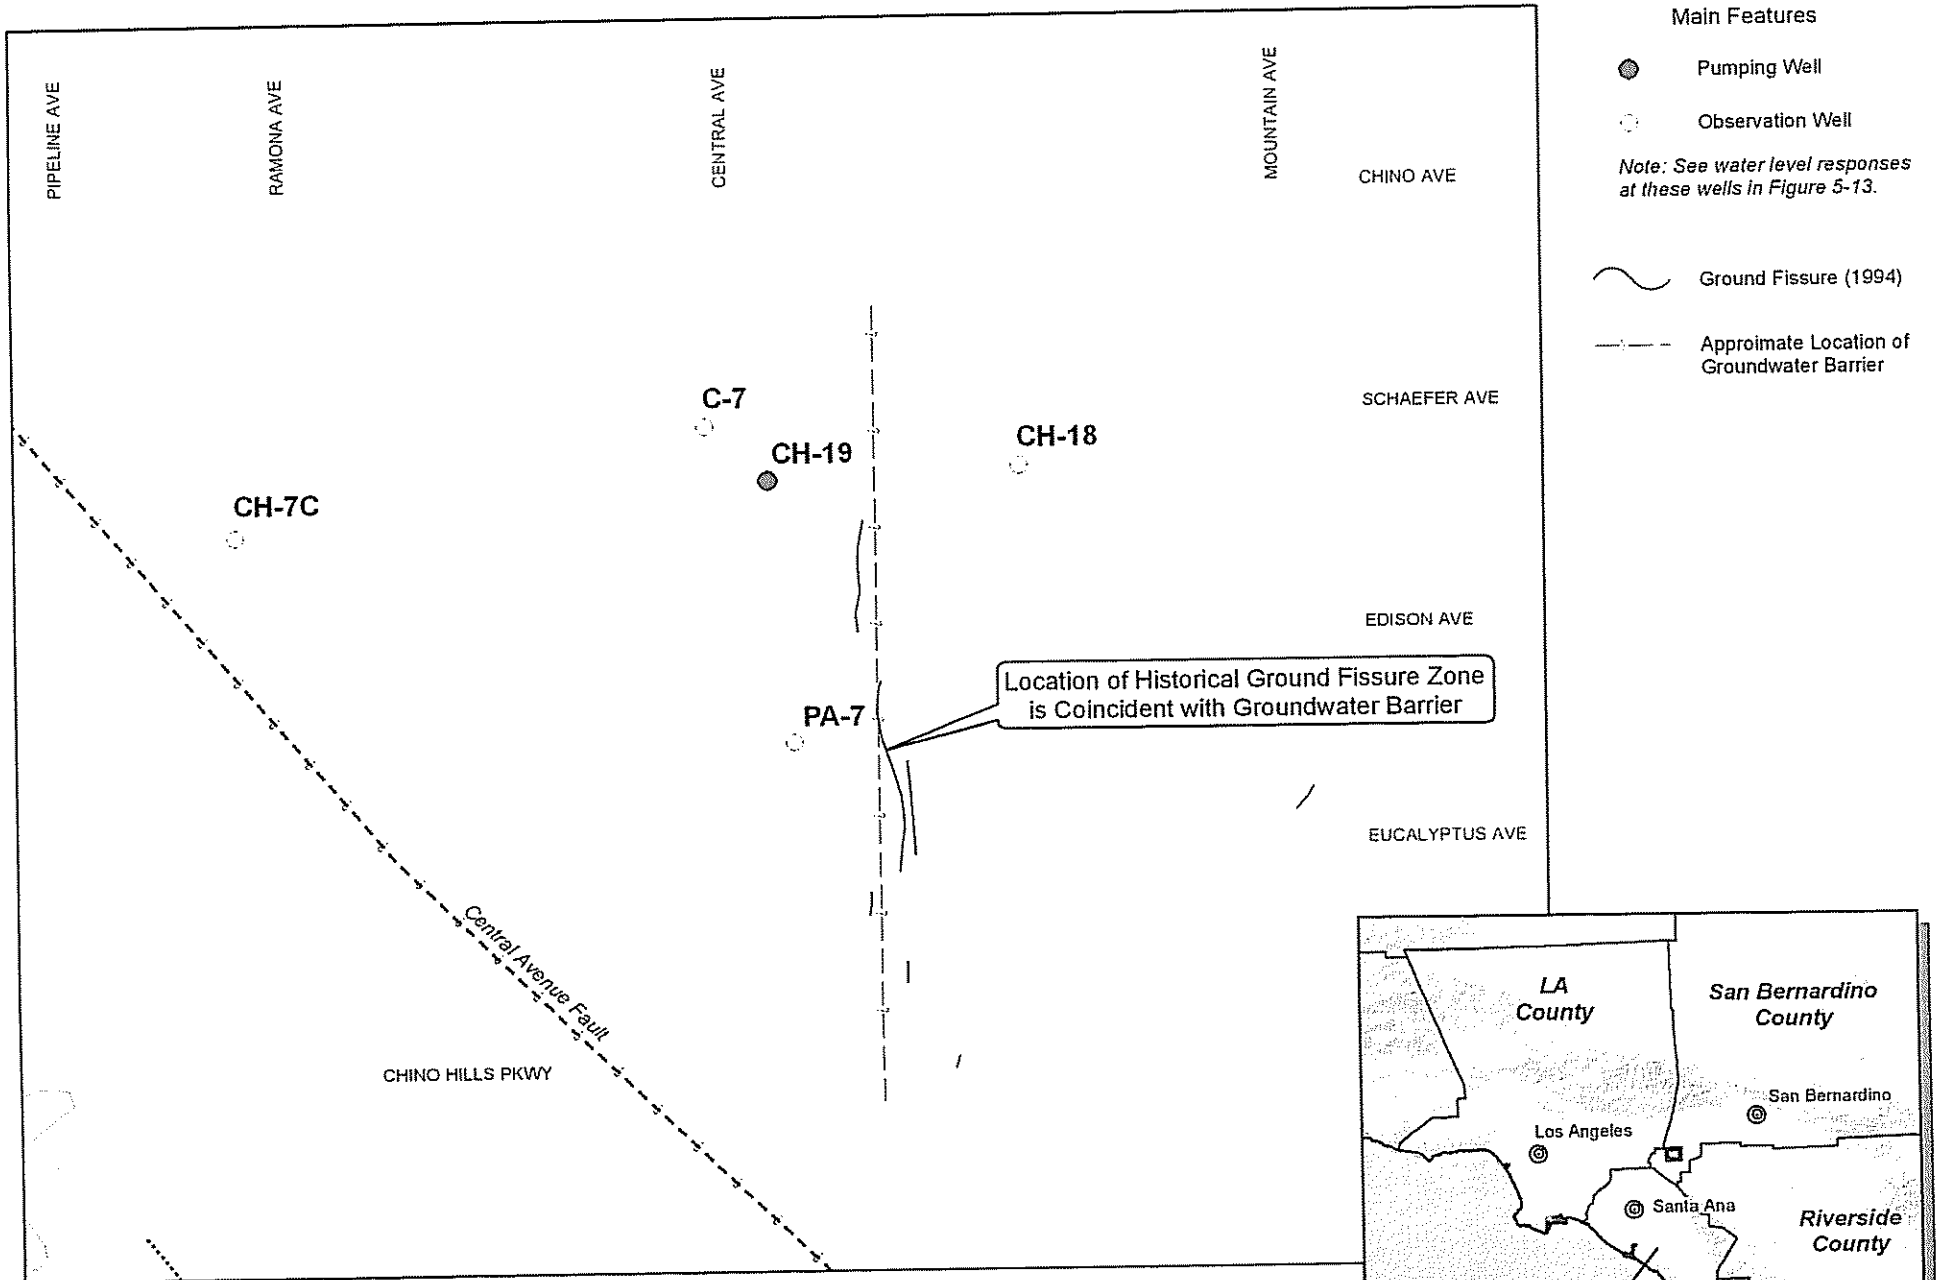 Main Features
Pumping Well
Observation Well
Note: See water level responses
at these wells in Figure 5-13.
Ground Fissure (1994)
Approimate Location of
Groundwater Barrier
PIPELINE AVE
RAMONA AVE
CENTRAL AVE
MOUNTAIN AVE
CHINO AVE
SCHAEFER AVE
C-7
CH-19
CH-18
CH-7C
EDISON AVE
Location of Historical Ground Fissure Zone
is Coincident with Groundwater Barrier
PA-7
EUCALYPTUS AVE
Central Avenue Fault
CHINO HILLS PKWY
LA
County
San Bernardino
County
San Bernardino
Los Angeles
Santa Ana
Riverside
County